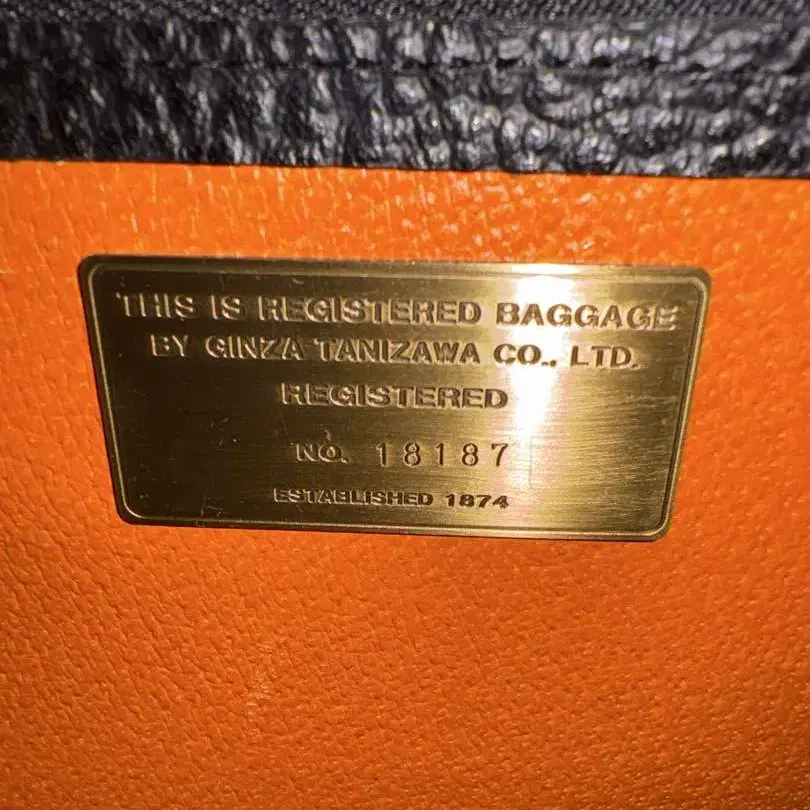 THIS IS REGISTERED BAGGAGE
BY GINZA TANIZAWA CO., LTD.
REGISTERED
NO. 18187
ESTABLISHED 1874